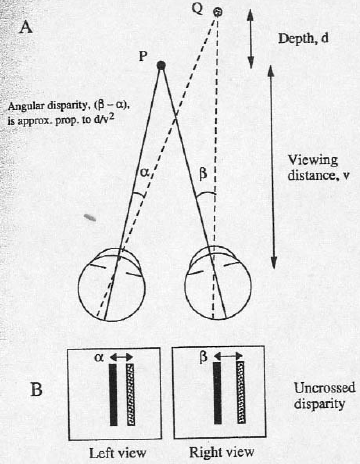 A
Q
P
Depth, d
Angular disparity, (β – α),
is approx. prop. to d/v²
α
β
Viewing
distance, v
B
α
β
Uncrossed
disparity
Left view
Right view